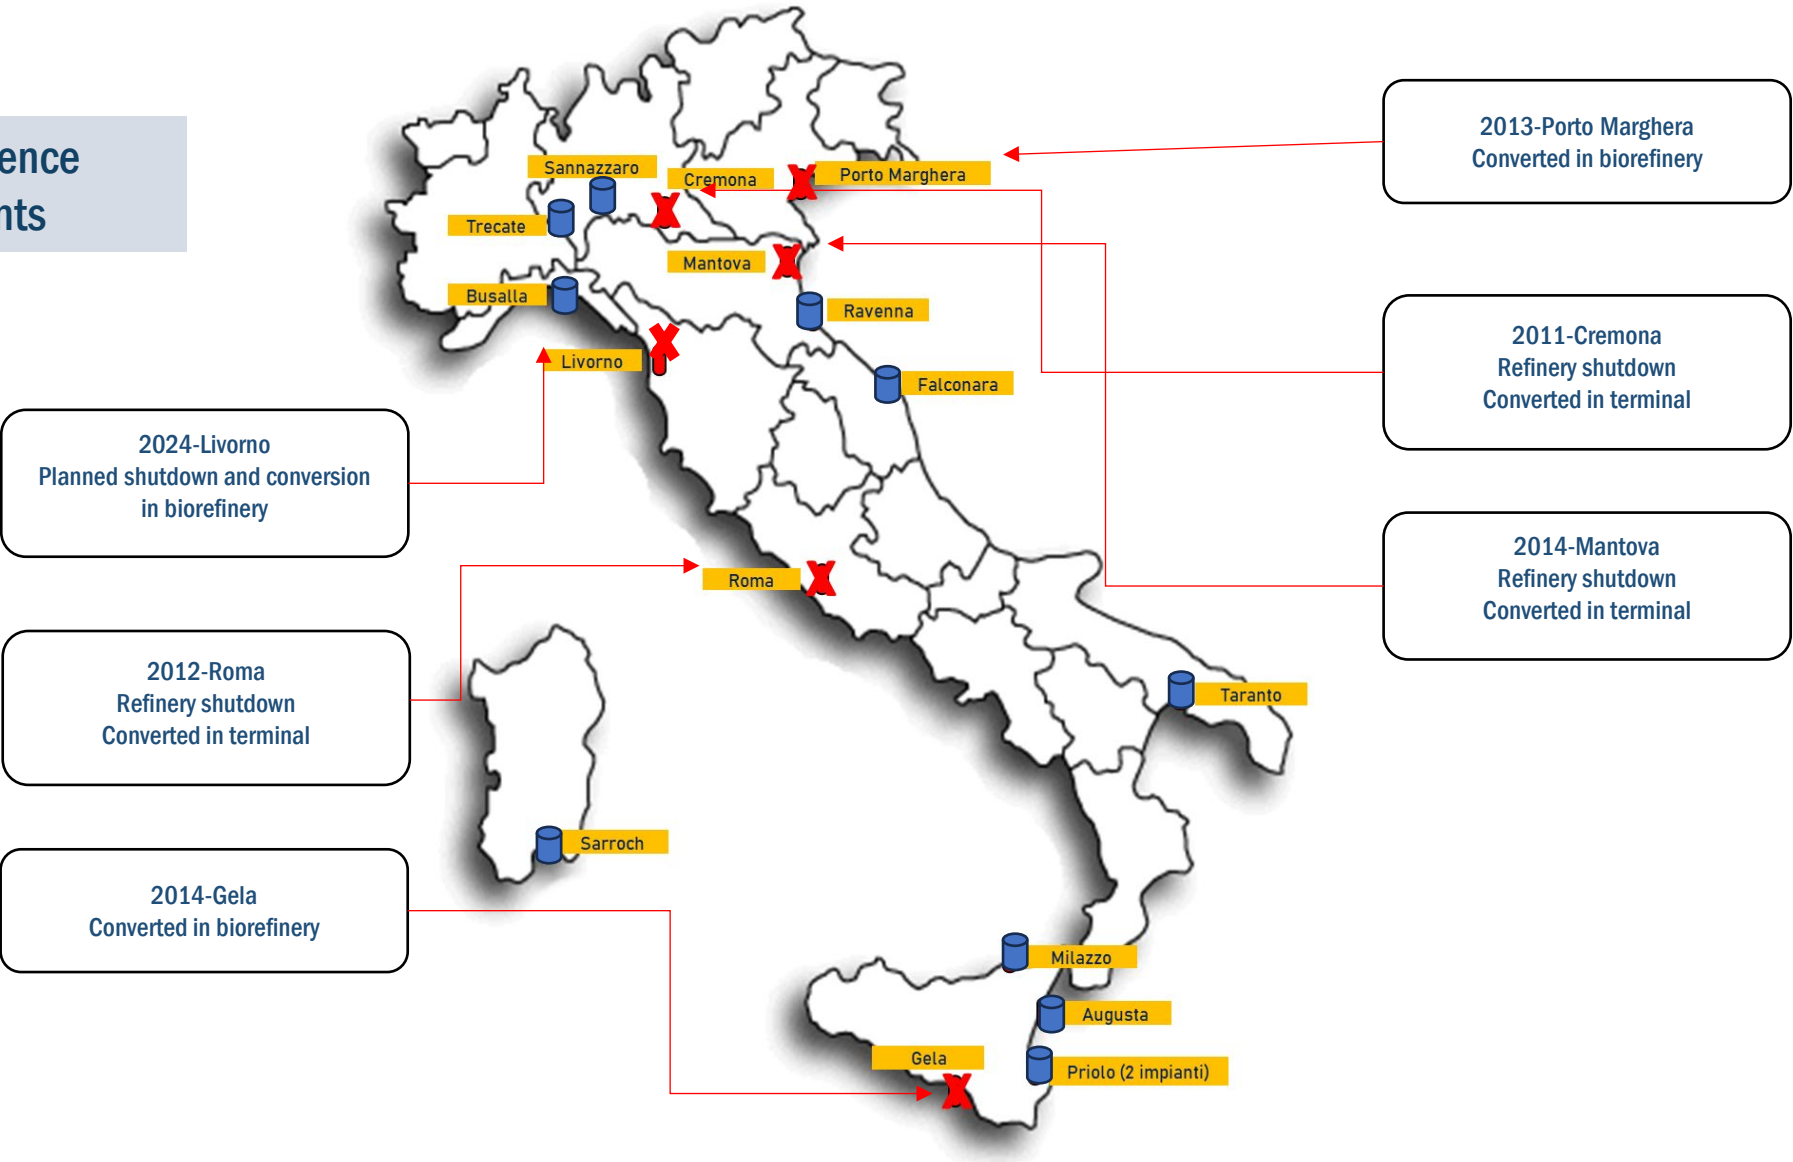 ence
nts
Sannazzaro
Cremona
Porto Marghera
Trecate
Mantova
Busalla
Ravenna
Livorno
Falconara
Roma
Taranto
Sarroch
Milazzo
Augusta
Gela
Priolo (2 impianti)
2024-Livorno
Planned shutdown and conversion
in biorefinery
2012-Roma
Refinery shutdown
Converted in terminal
2014-Gela
Converted in biorefinery
2013-Porto Marghera
Converted in biorefinery
2011-Cremona
Refinery shutdown
Converted in terminal
2014-Mantova
Refinery shutdown
Converted in terminal